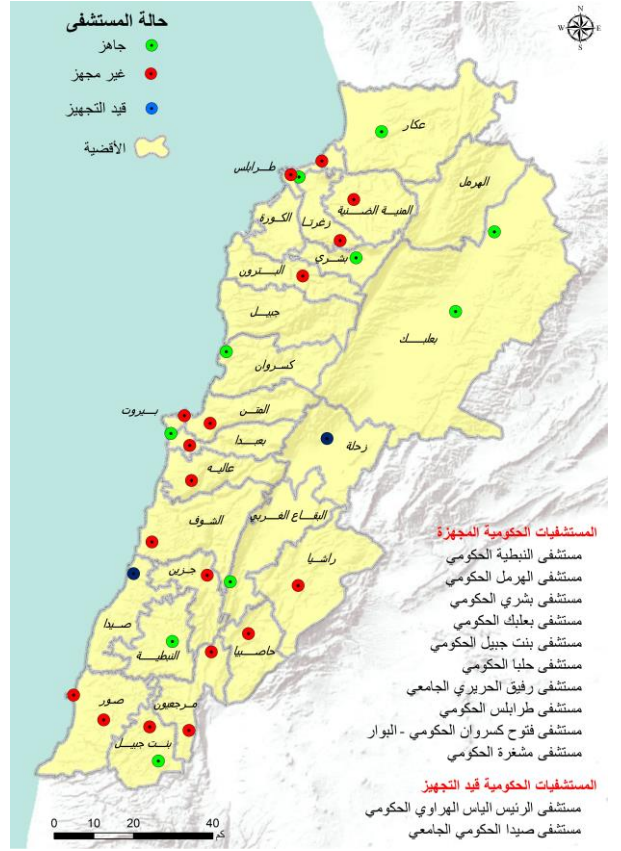 حالة المستشفى
جاهز
غير مجهز
قيد التجهيز
الأقضية
N
W E
S
عكار
طرابلس
الهرمل
المنية الضنية
زغرتا
الكورة
بشري
البترون
جبيل
بعلبك
كسروان
بيروت
المتن
بعبدا
زحلة
عاليه
الشوف
البقاع الغربي
راشيا
جزين
صيدا
النبطية
حاصبيا
مرجعيون
صور
بنت جبيل
المستشفيات الحكومية المجهزة
مستشفى النبطية الحكومي
مستشفى الهرمل الحكومي
مستشفى بشري الحكومي
مستشفى بعلبك الحكومي
مستشفى بنت جبيل الحكومي
مستشفى حلبا الحكومي
مستشفى رفيق الحريري الجامعي
مستشفى طرابلس الحكومي
مستشفى فتوح كسروان الحكومي - البوار
مستشفى مشغرة الحكومي
المستشفيات الحكومية قيد التجهيز
مستشفى الرئيس الياس الهراوي الحكومي
مستشفى صيدا الحكومي الجامعي
0 20 40
كم